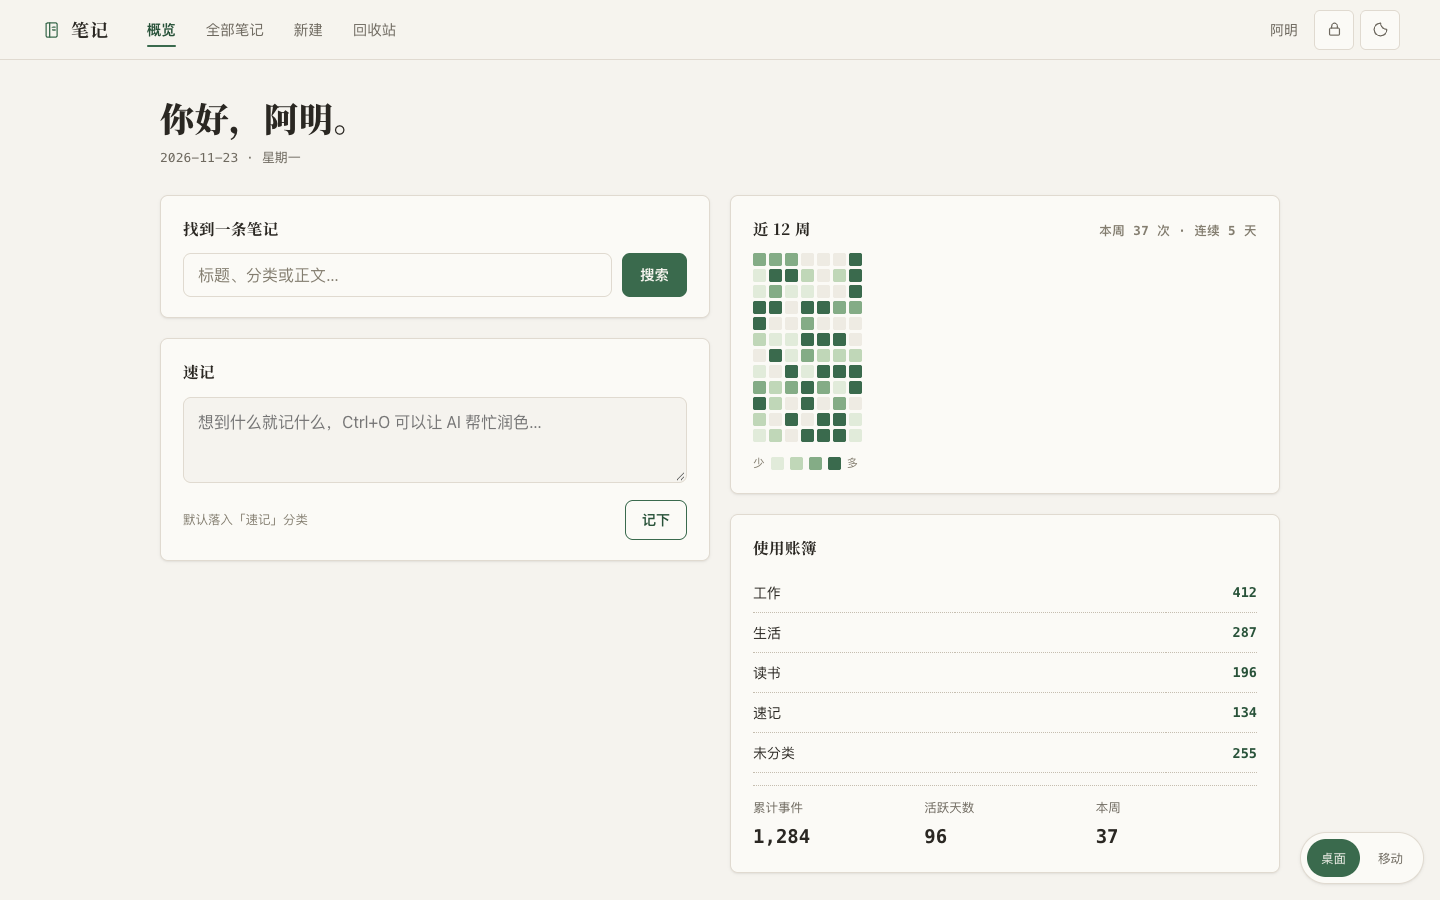 笔记
概览
全部笔记
新建
回收站
阿明
你好，阿明。
2026-11-23 · 星期一
找到一条笔记
标题、分类或正文...
搜索
速记
想到什么就记什么，Ctrl+O 可以让 AI 帮忙润色...
默认落入「速记」分类
记下
近 12 周
本周 37 次 · 连续 5 天
少
多
使用账簿
工作 412
生活 287
读书 196
速记 134
未分类 255
累计事件 活跃天数 本周
1,284 96 37
桌面
移动